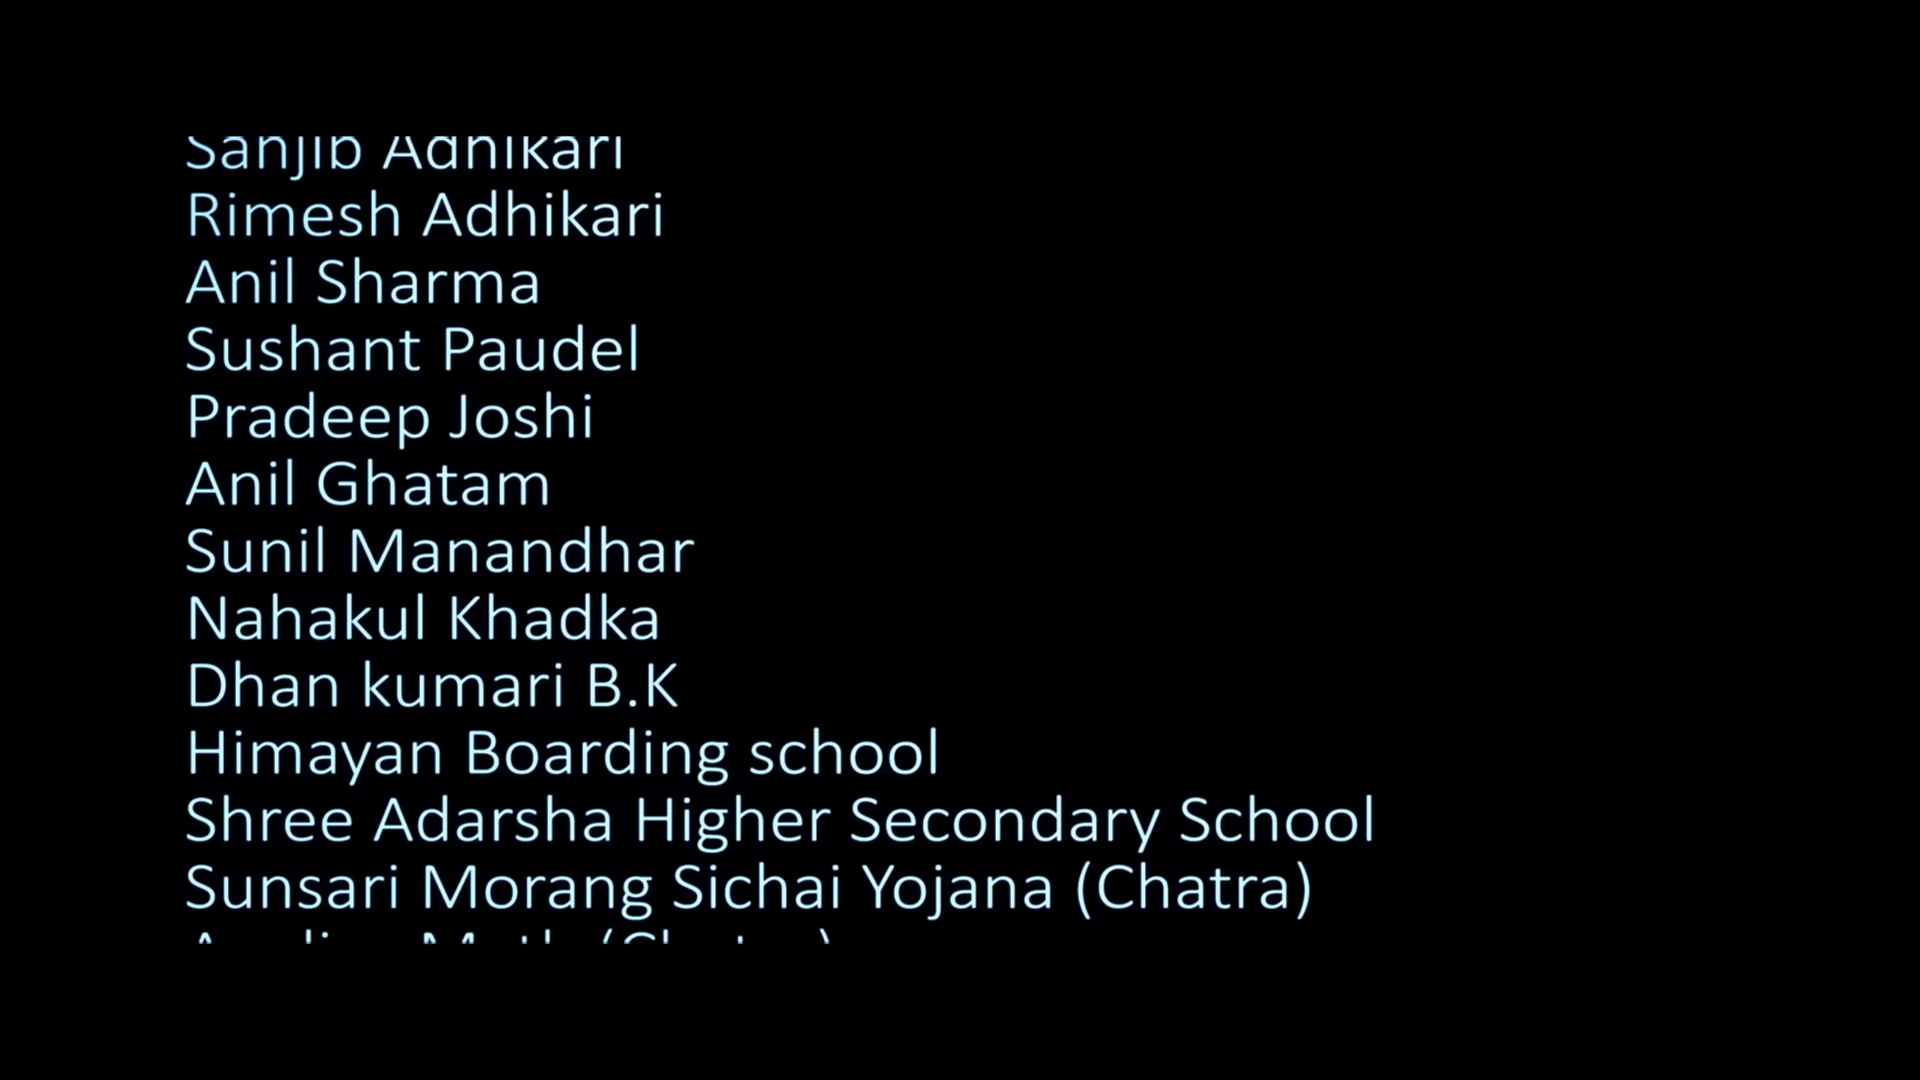 Sanjib Adhikari
Rimesh Adhikari
Anil Sharma
Sushant Paudel
Pradeep Joshi
Anil Ghatam
Sunil Manandhar
Nahakul Khadka
Dhan kumari B.K
Himayan Boarding school
Shree Adarsha Higher Secondary School
Sunsari Morang Sichai Yojana (Chatra)